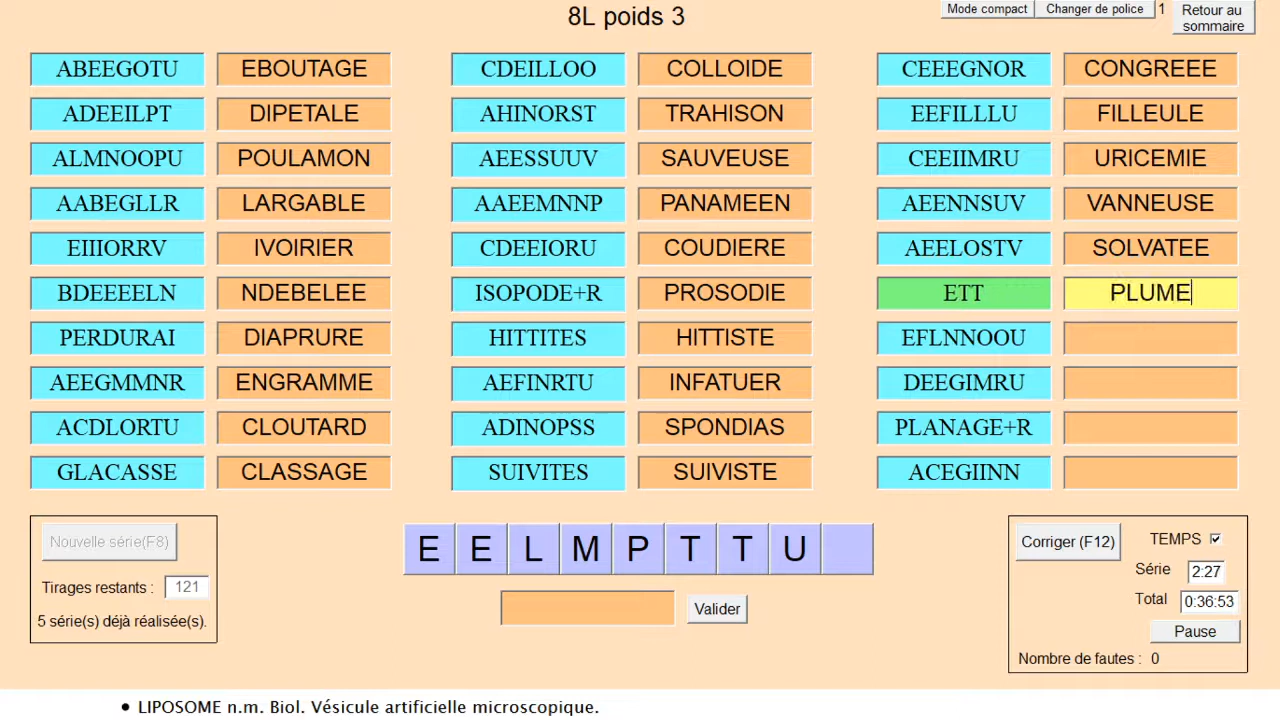 8L poids 3
Mode compact Changer de police 1 Retour au sommaire
ABEEGOTU EBOUTAGE CDEILLOO COLLOIDE CEEEGNOR CONGREEE
ADEEILPT DIPETALE AHINORST TRAHISON EEFILLLU FILLEULE
ALMNOOPU POULAMON AEESSUUV SAUVEUSE CEEIIMRU URICEMIE
AABEGLLR LARGABLE AAEEMNNP PANAMEEN AEENNSUV VANNEUSE
EIIIORRV IVOIRIER CDEEIORU COUDIERE AEELOSTV SOLVATEE
BDEEEELN NDEBELEE ISOPODE+R PROSODIE ETT PLUME
PERDURAI DIAPRURE HITTITES HITTISTE EFLNNOOU
AEEGMMNR ENGRAMME AEFINRTU INFATUER DEEGIMRU
ACDLORTU CLOUTARD ADINOPSS SPONDIAS PLANAGE+R
GLACASSE CLASSAGE SUIVITES SUIVISTE ACEGIINN
Nouvelle série(F8)
Tirages restants : 121
5 série(s) déjà réalisée(s).
E E L M P T T U
Valider
Corriger (F12) TEMPS
Série 2:27
Total 0:36:53
Pause
Nombre de fautes : 0
• LIPOSOME n.m. Biol. Vésicule artificielle microscopique.